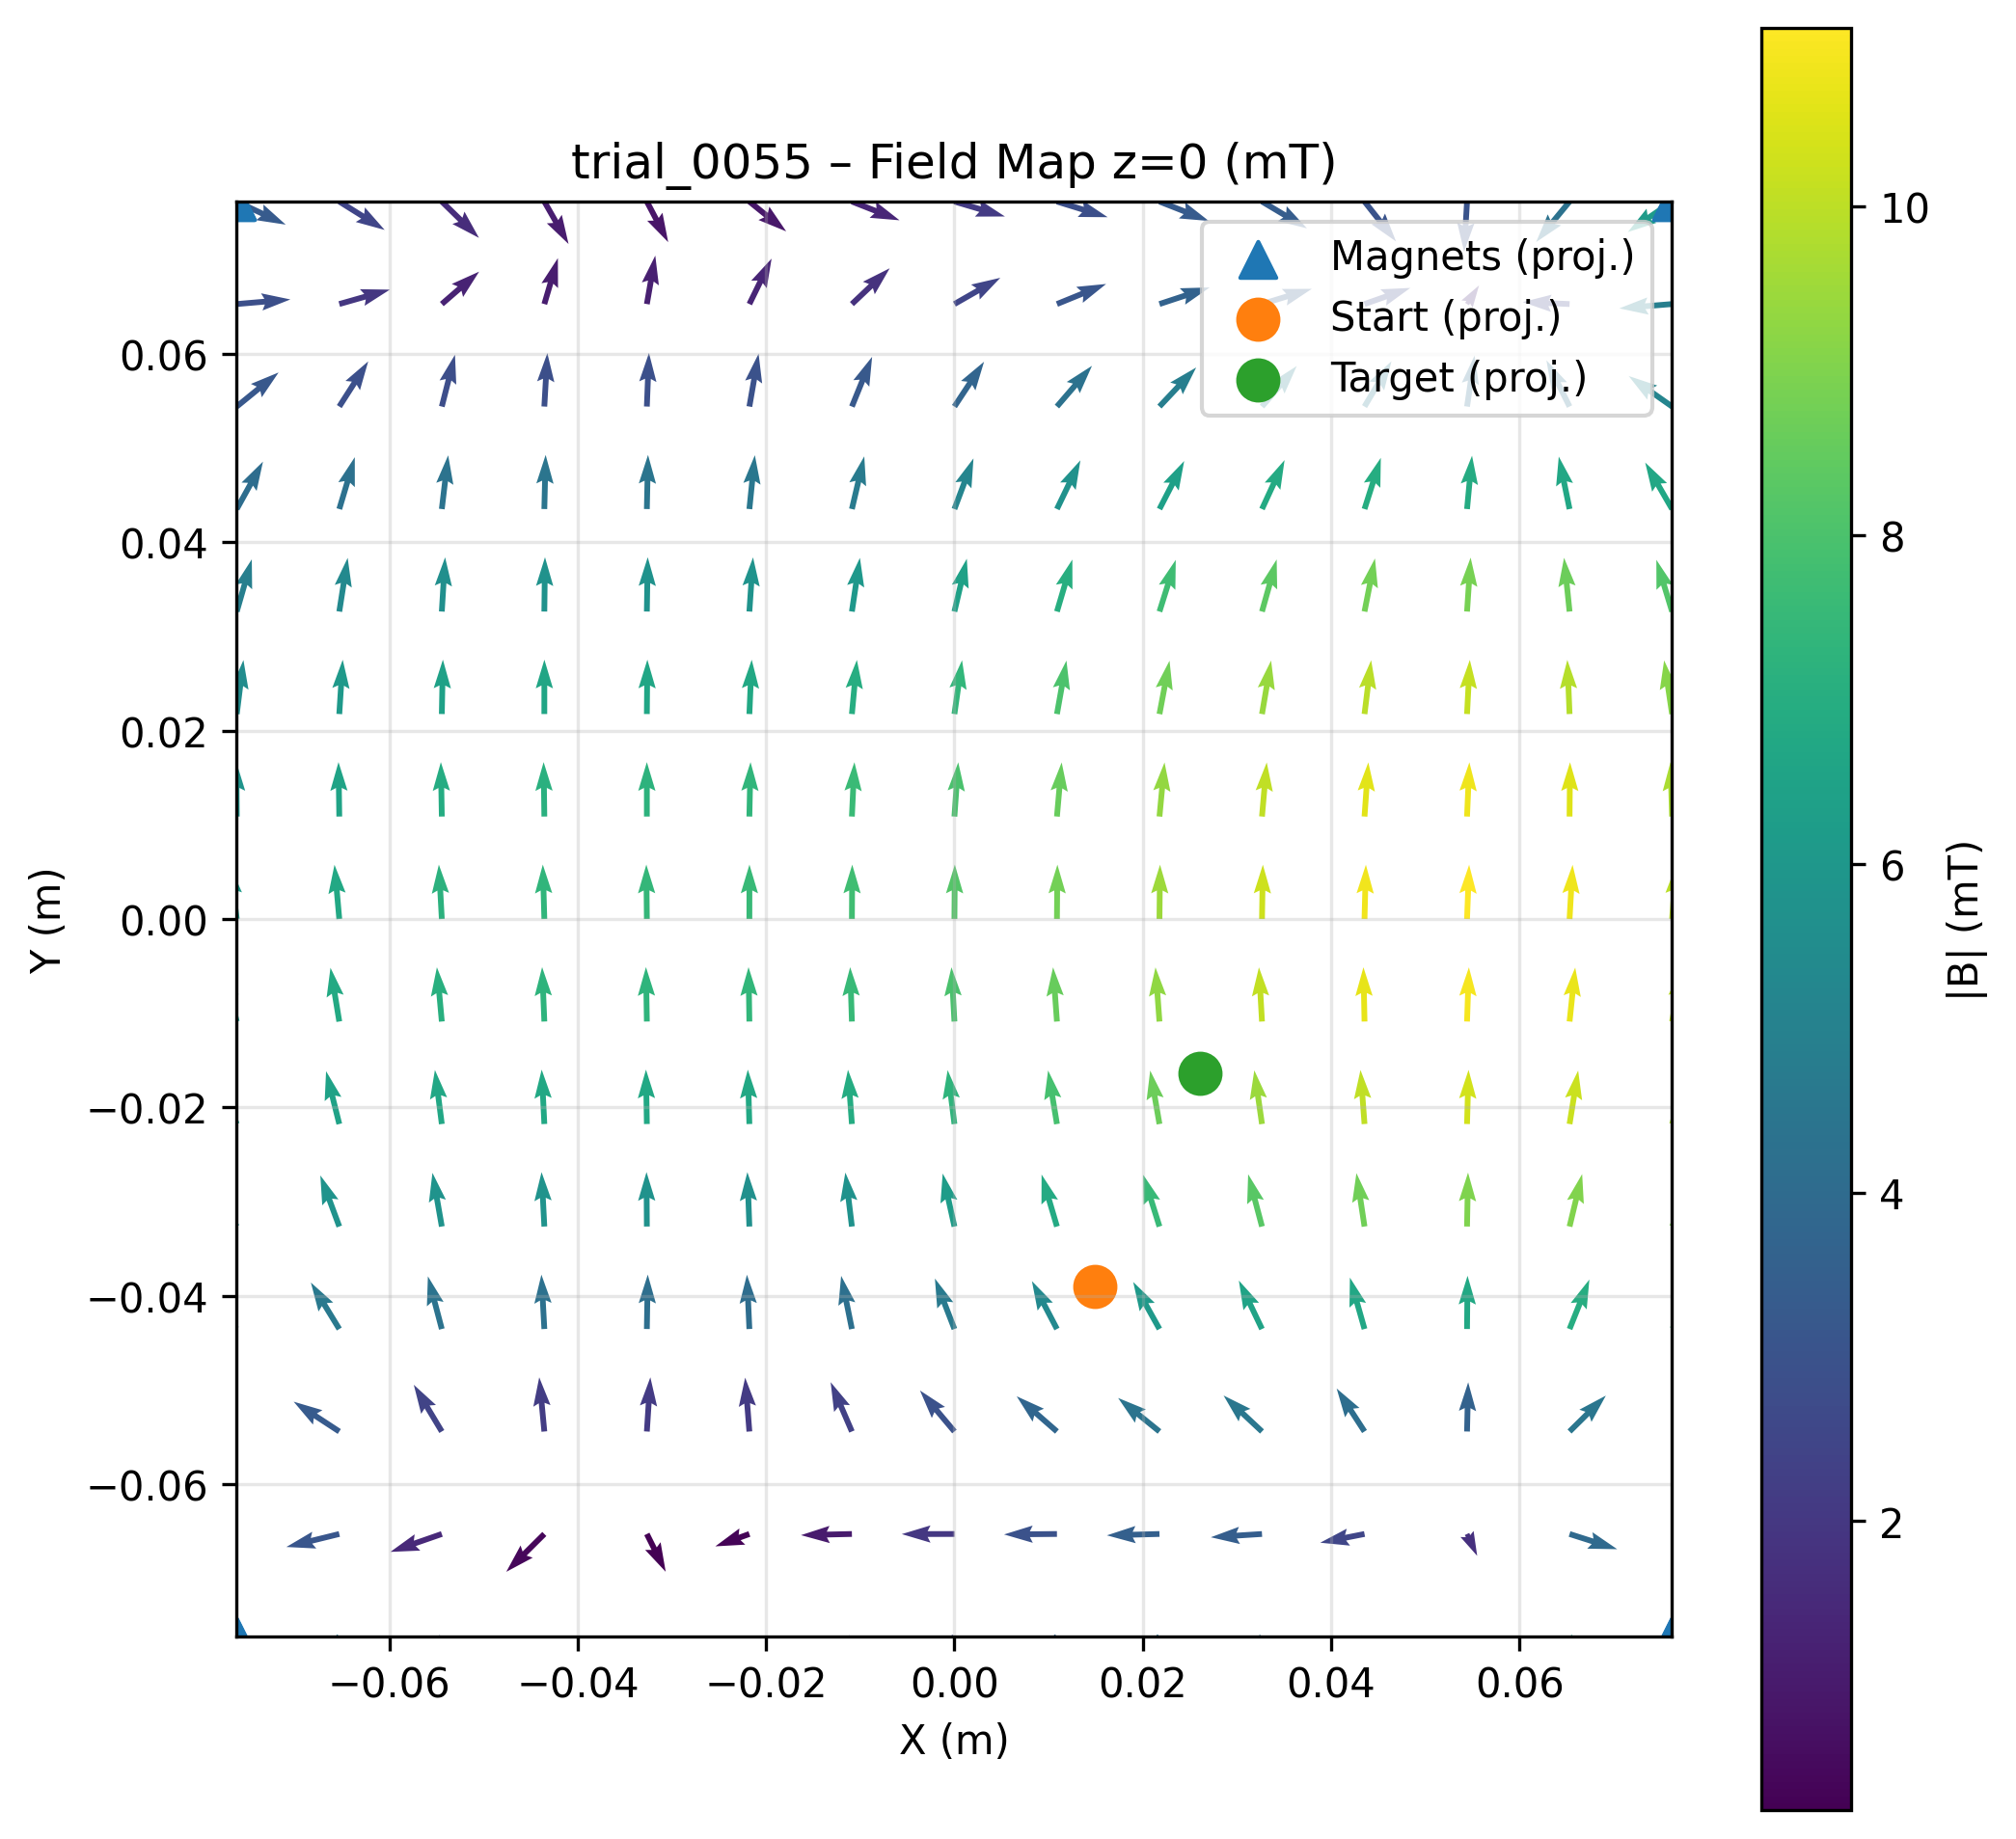 trial_0055 – Field Map z=0 (mT)
Magnets (proj.)
Start (proj.)
Target (proj.)
0.06
0.04
0.02
0.00
−0.02
−0.04
−0.06
Y (m)
−0.06 −0.04 −0.02 0.00 0.02 0.04 0.06
X (m)
10
8
6
4
2
|B| (mT)